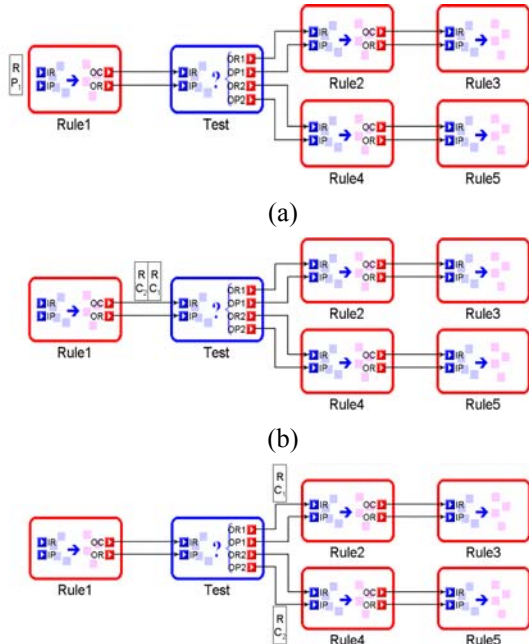 R
P1
IR
IP
OC
OR
Rule1
IR
IP
?
OR1
OP1
OR2
OP2
Test
IR
IP
OC
OR
Rule2
IR
IP
Rule3
IR
IP
OC
OR
Rule4
IR
IP
Rule5
(a)
R R
C2 C1
IR
IP
OC
OR
Rule1
IR
IP
?
OR1
OP1
OR2
OP2
Test
IR
IP
OC
OR
Rule2
IR
IP
Rule3
IR
IP
OC
OR
Rule4
IR
IP
Rule5
(b)
R
C1
IR
IP
OC
OR
Rule1
IR
IP
?
OR1
OP1
OR2
OP2
Test
IR
IP
OC
OR
Rule2
IR
IP
Rule3
R
C2
IR
IP
OC
OR
Rule4
IR
IP
Rule5